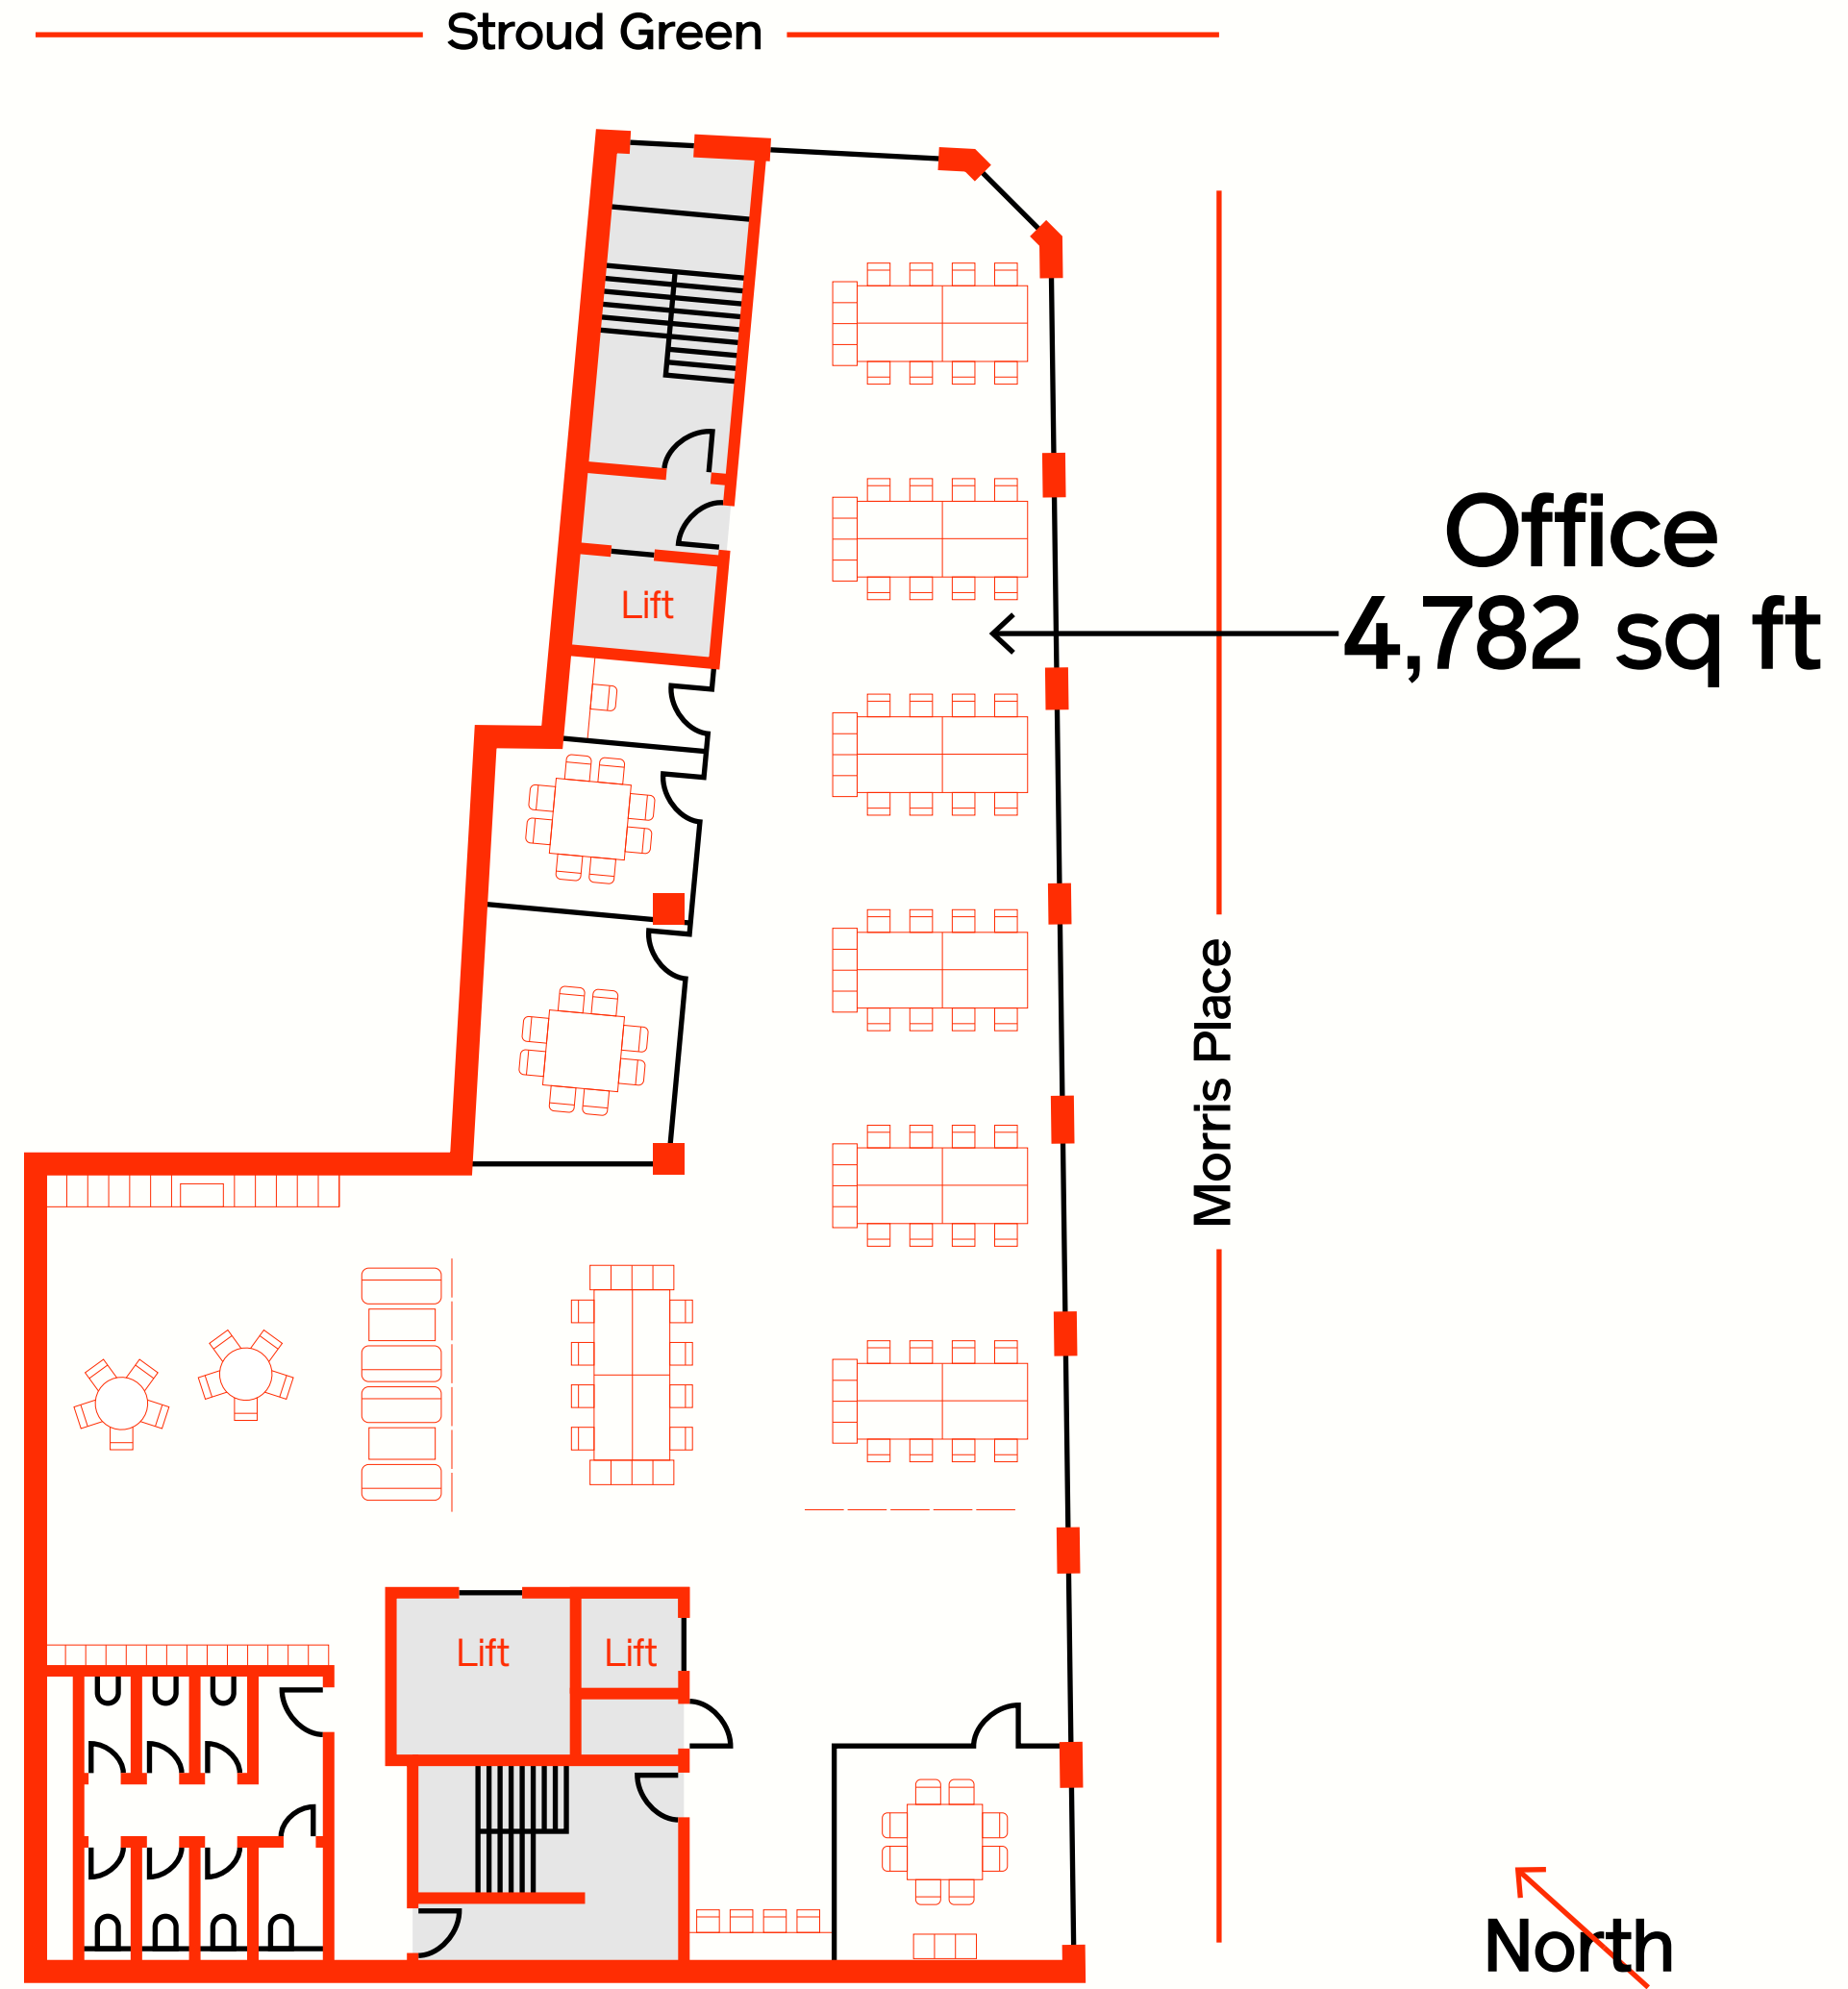 Stroud Green
Office
4,782 sq ft
Lift
Morris Place
Lift
Lift
North